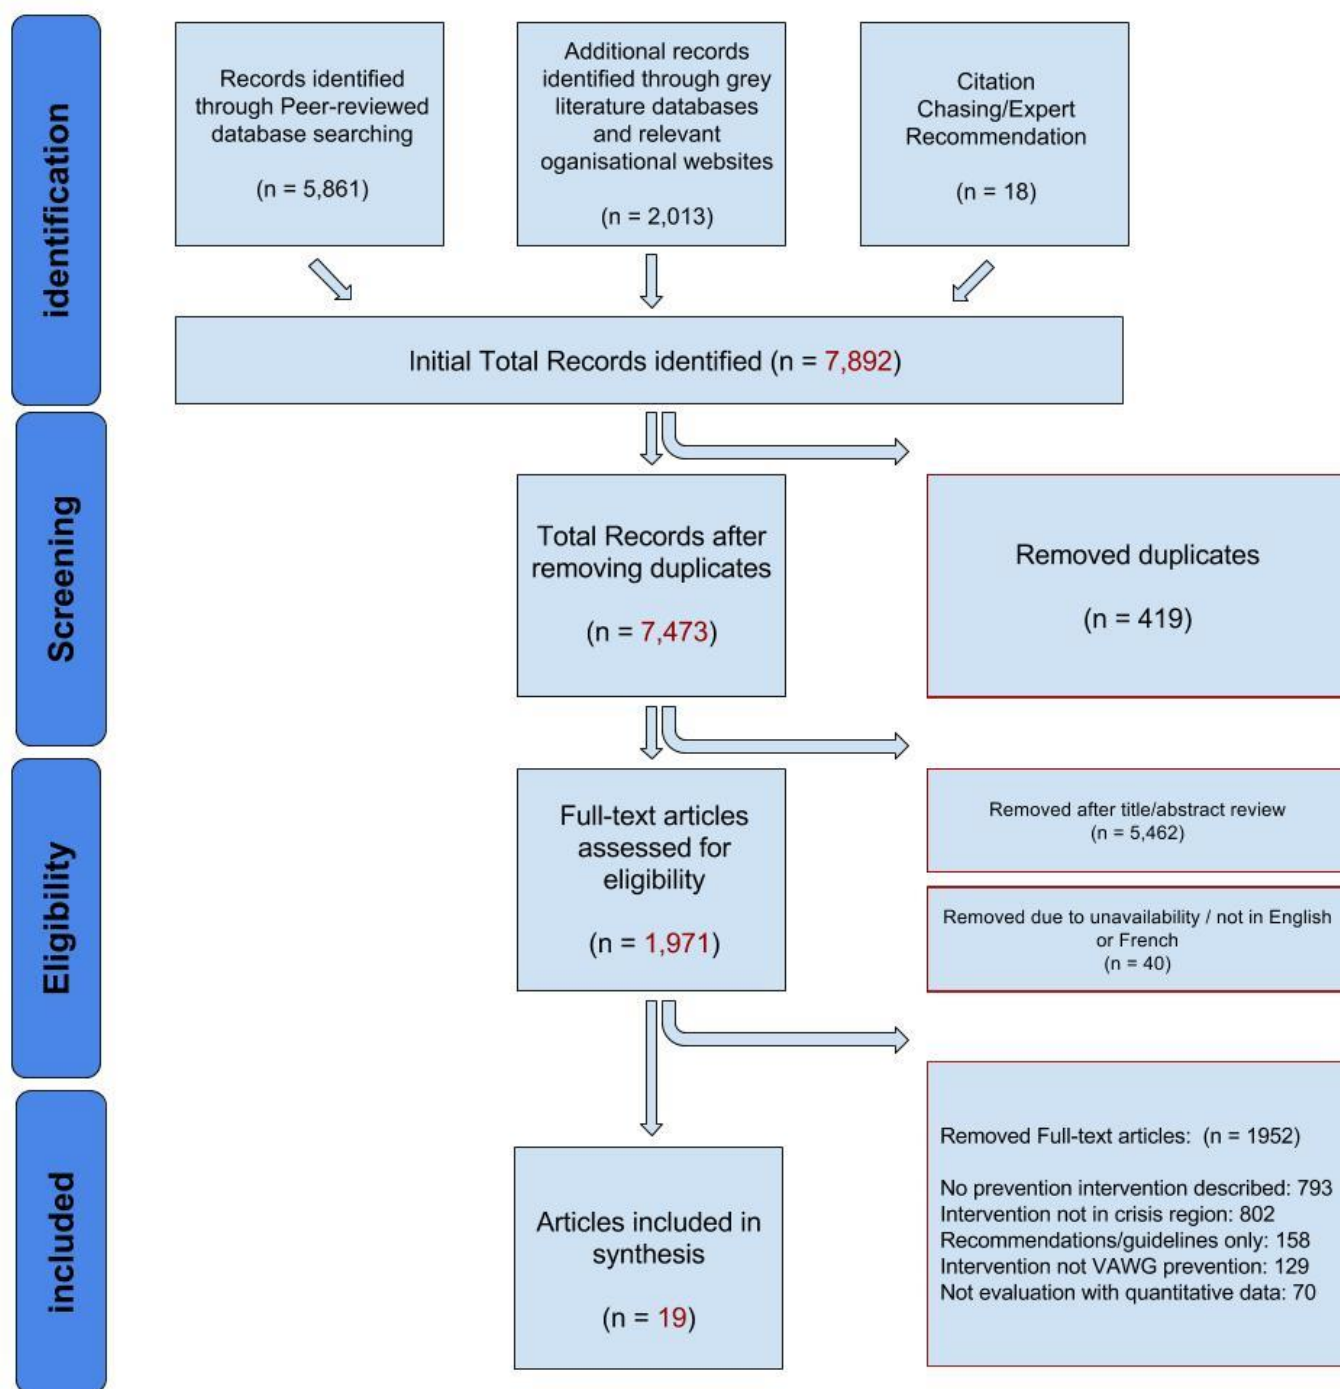 identification
Records identified
through Peer-reviewed
database searching
(n = 5,861)
Additional records
identified through grey
literature databases
and relevant
oganisational websites
(n = 2,013)
Citation
Chasing/Expert
Recommendation
(n = 18)
Initial Total Records identified (n = 7,892)
Screening
Total Records after
removing duplicates
(n = 7,473)
Removed duplicates
(n = 419)
Eligibility
Full-text articles
assessed for
eligibility
(n = 1,971)
Removed after title/abstract review
(n = 5,462)
Removed due to unavailability / not in English
or French
(n = 40)
included
Articles included in
synthesis
(n = 19)
Removed Full-text articles: (n = 1952)
No prevention intervention described: 793
Intervention not in crisis region: 802
Recommendations/guidelines only: 158
Intervention not VAWG prevention: 129
Not evaluation with quantitative data: 70